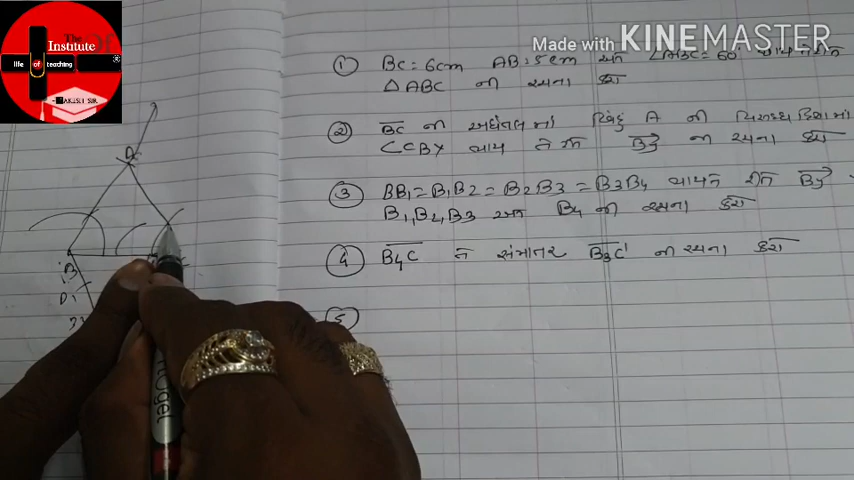 The
Institute
life of teaching
RAKESH SIR
Made with KINEMASTER
① BC = 6cm AB = 5cm અને ∠ABC = 60°
△ABC ની રચના કરો
② BC ના અર્ધતલમાં બિંદુ A ની વિરુદ્ધ દિશામાં
∠CBX થાય તેમ ની રચના કરો
③ BB₁ = B₁B₂ = B₂B₃ = B₃B₄ થાય તે રીતે
B₁, B₂, B₃ અને B₄ ની રચના કરો
④ B₄C ને સમાંતર B₃C' ની રચના કરો
⑤
B